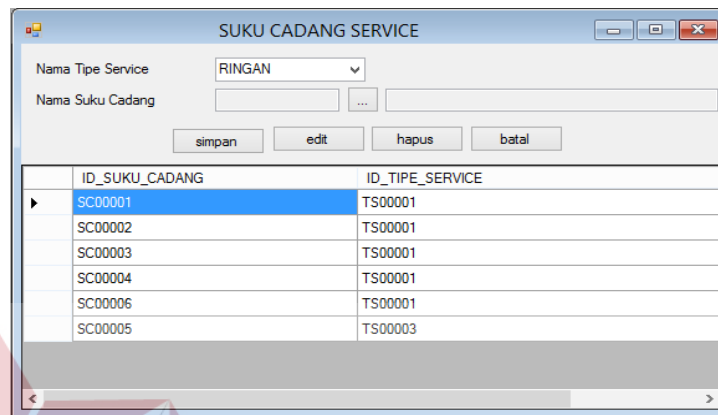 SUKU CADANG SERVICE
Nama Tipe Service RINGAN
Nama Suku Cadang ...
simpan edit hapus batal
ID_SUKU_CADANG ID_TIPE_SERVICE
SC00001 TS00001
SC00002 TS00001
SC00003 TS00001
SC00004 TS00001
SC00006 TS00001
SC00005 TS00003